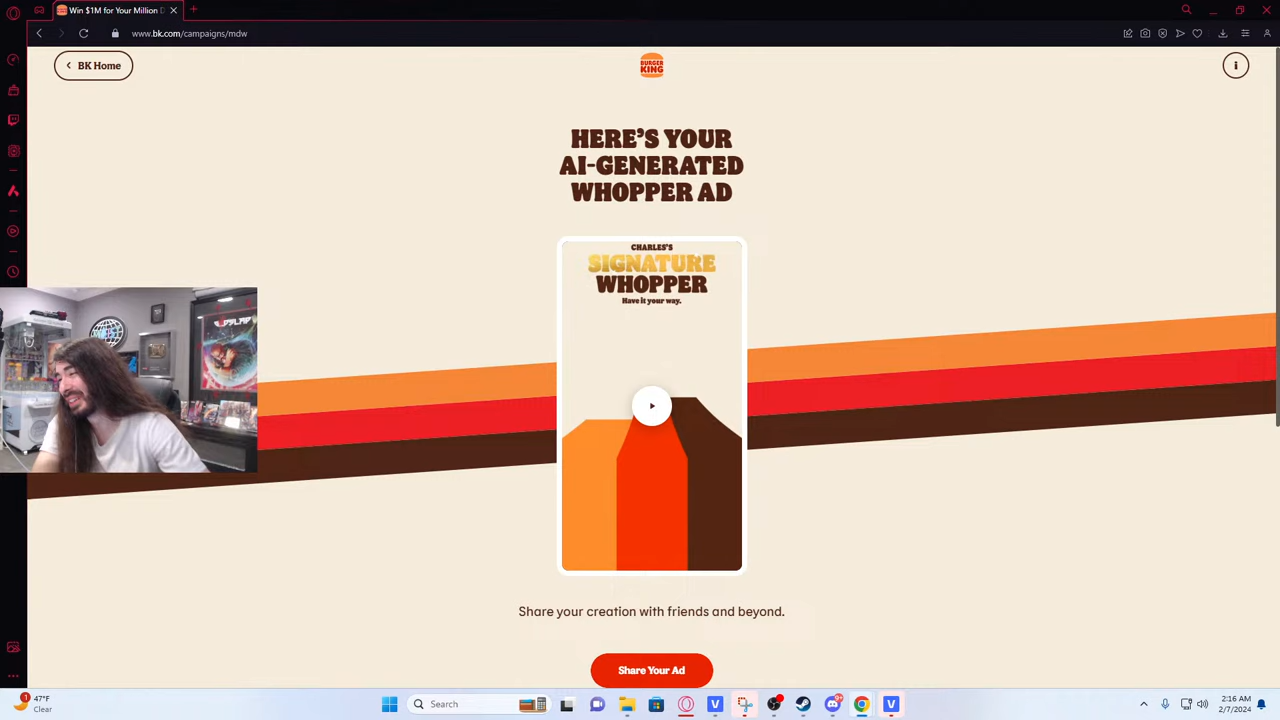 Win $1M for Your Million D
www.bk.com/campaigns/mdw
BK Home
BURGER
KING
HERE'S YOUR
AI-GENERATED
WHOPPER AD
CHARLES'S
SIGNATURE
WHOPPER
Have it your way.
Share your creation with friends and beyond.
Share Your Ad
1
47°F
Clear
Search
2:16 AM
2/7/2024